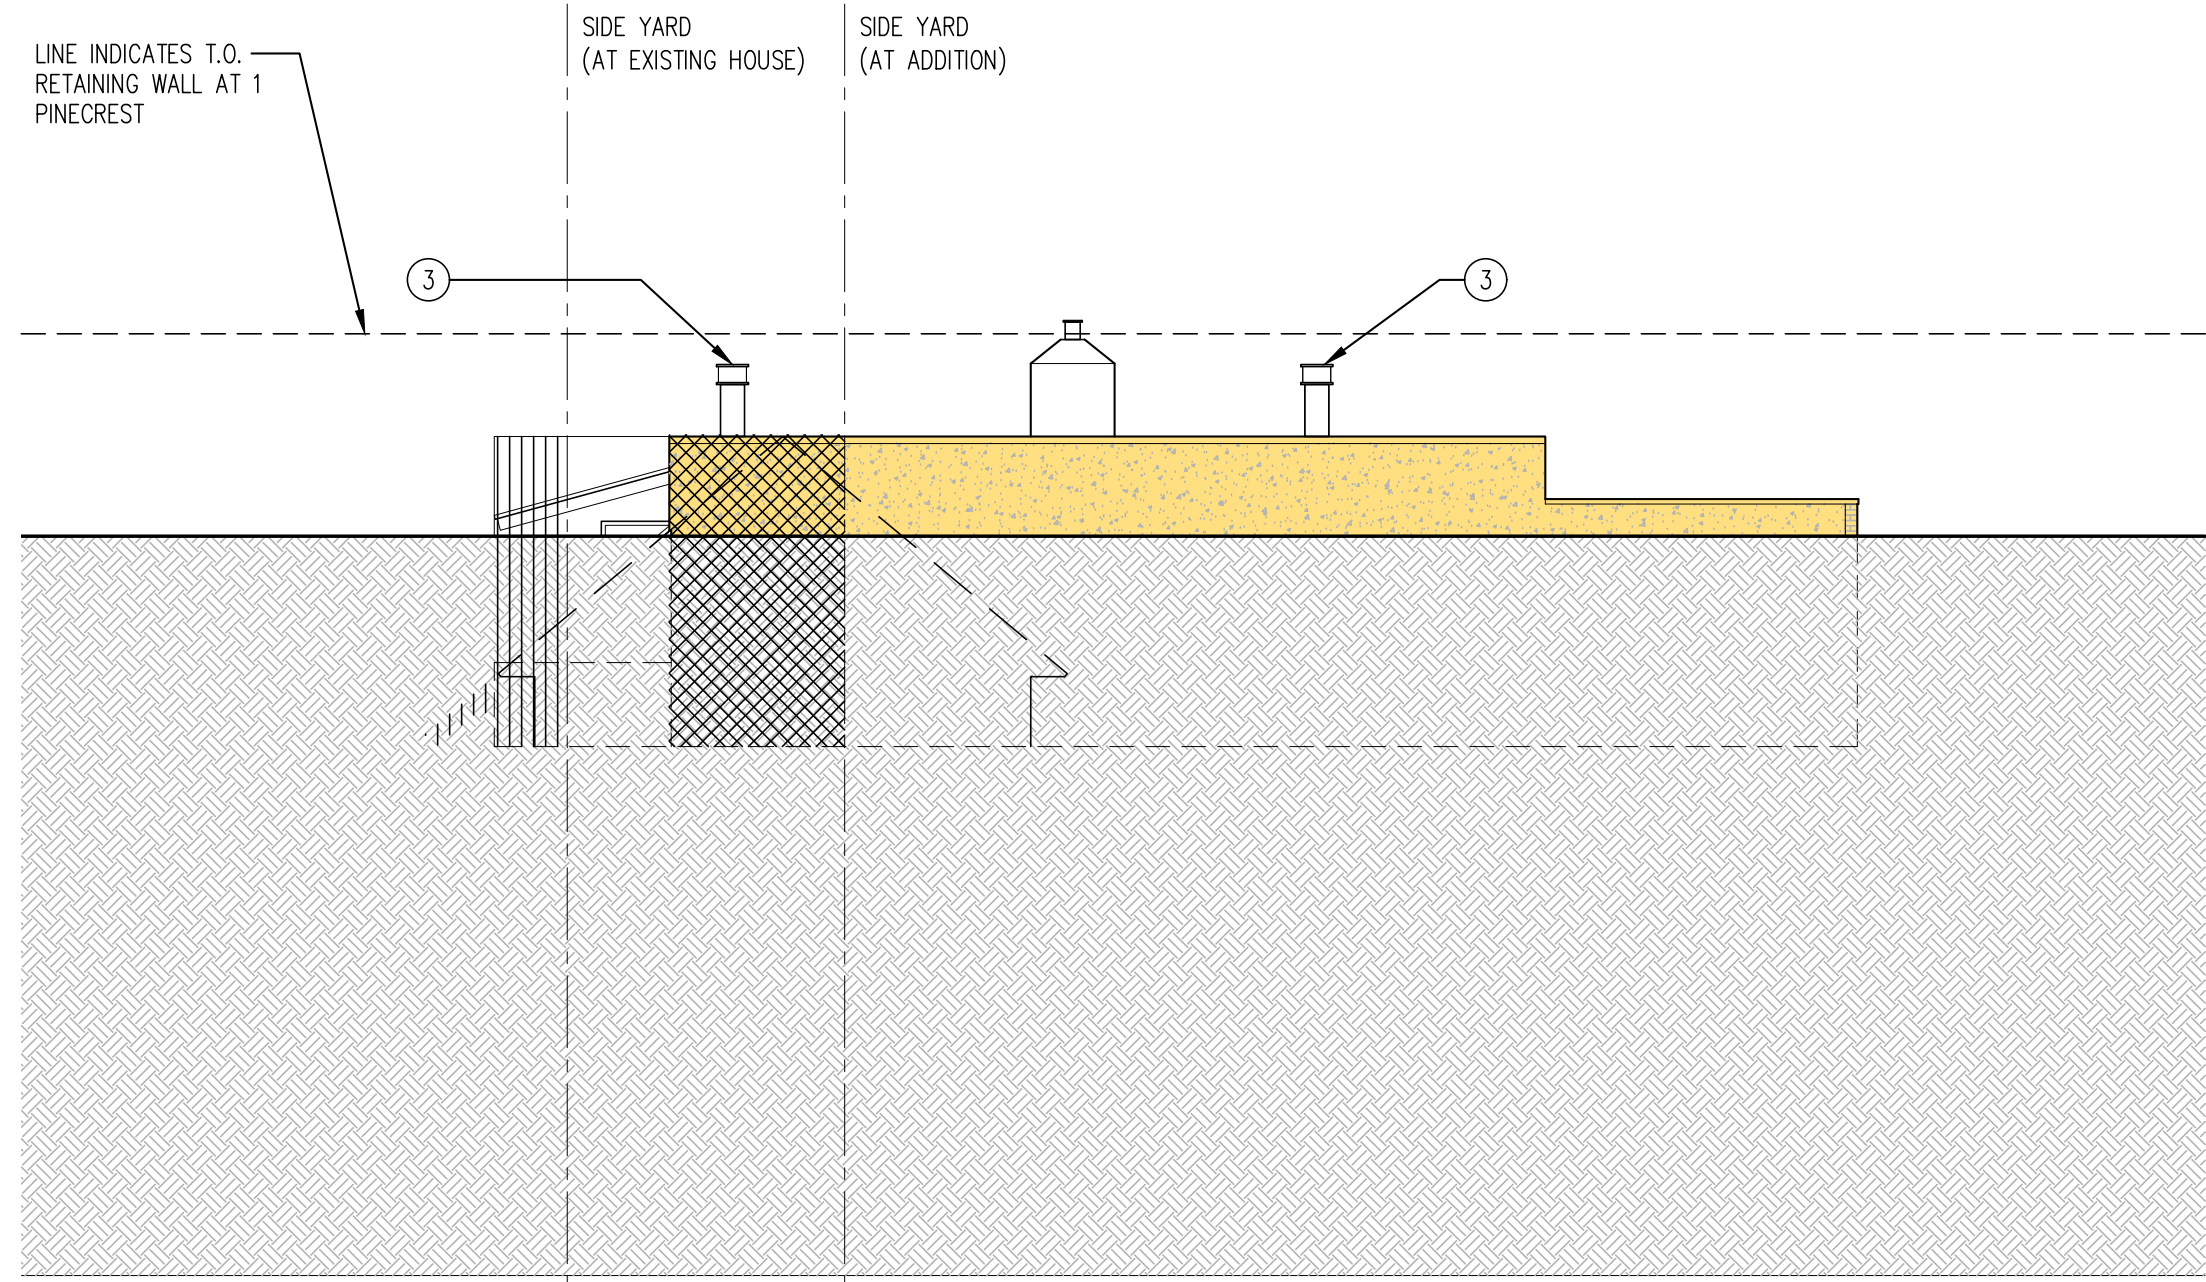 LINE INDICATES T.O.
RETAINING WALL AT 1
PINECREST
SIDE YARD
(AT EXISTING HOUSE)
SIDE YARD
(AT ADDITION)
3
3